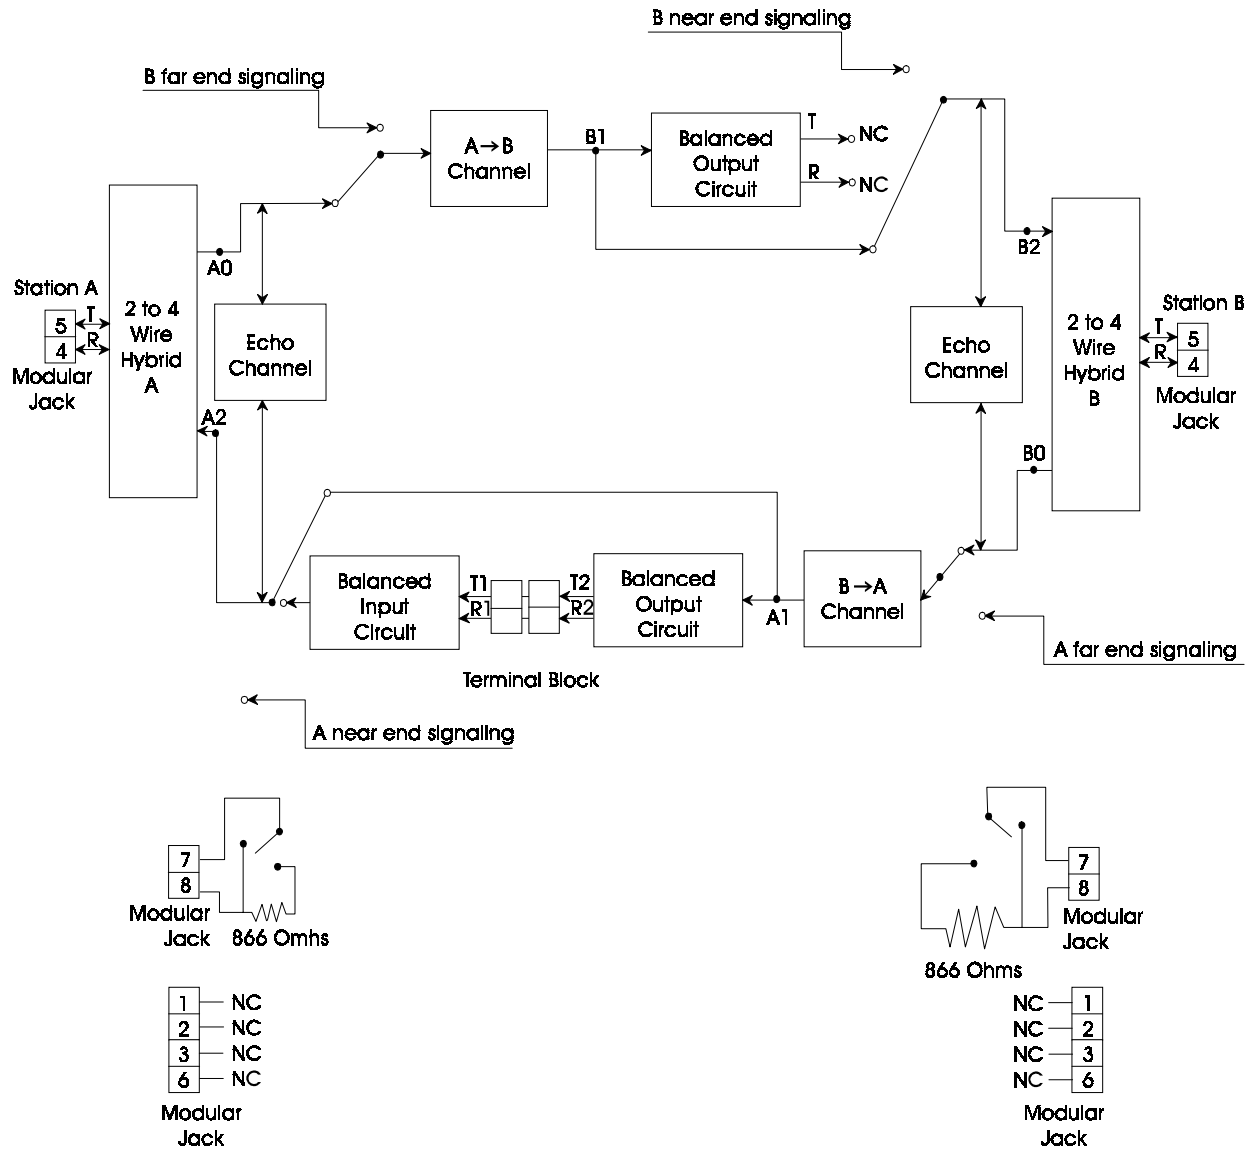 B near end signaling
B far end signaling
A→B
Channel
B1
Balanced
Output
Circuit
T
NC
R
NC
A0
B2
Station A
5
4
T
R
Modular
Jack
2 to 4
Wire
Hybrid
A
Echo
Channel
Echo
Channel
2 to 4
Wire
Hybrid
B
Station B
T
R
5
4
Modular
Jack
A2
B0
Balanced
Input
Circuit
T1
R1
T2
R2
Balanced
Output
Circuit
A1
B→A
Channel
Terminal Block
A far end signaling
A near end signaling
7
8
Modular
Jack
866 Omhs
7
8
Modular
Jack
866 Ohms
1 NC
2 NC
3 NC
6 NC
Modular
Jack
NC 1
NC 2
NC 3
NC 6
Modular
Jack